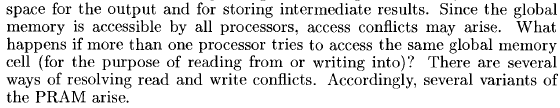 space for the output and for storing intermediate results. Since the global
memory is accessible by all processors, access conflicts may arise. What
happens if more than one processor tries to access the same global memory
cell (for the purpose of reading from or writing into)? There are several
ways of resolving read and write conflicts. Accordingly, several variants of
the PRAM arise.